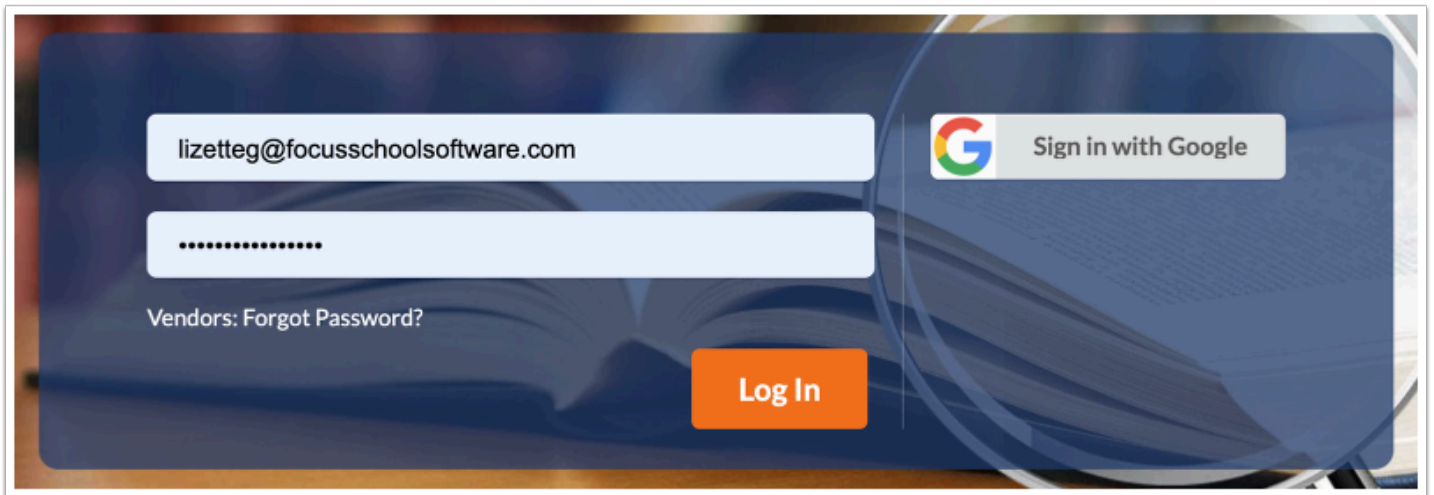 lizetteg@focusschoolsoftware.com
••••••••••••••••
Vendors: Forgot Password?
Log In
Sign in with Google